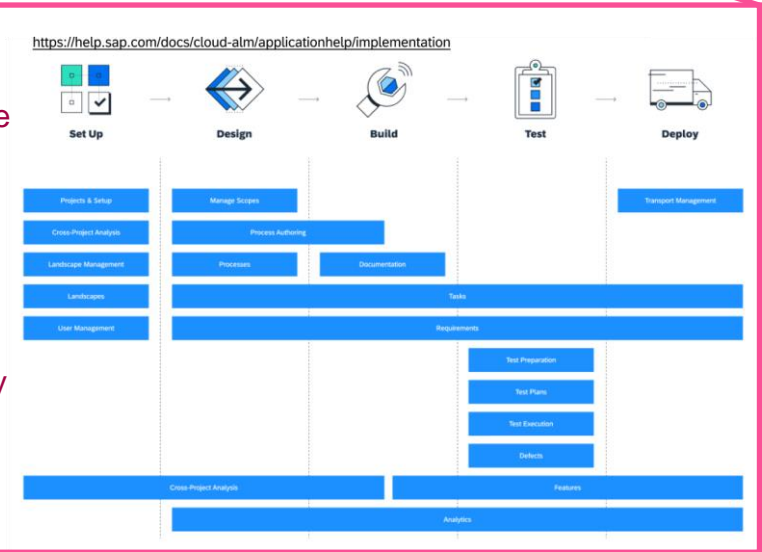 https://help.sap.com/docs/cloud-alm/applicationhelp/implementation
Set Up Design Build Test Deploy
Projects & Setup Manage Scopes Transport Management
Cross-Project Analysis Process Authoring
Landscape Management Processes Documentation
Landscapes Tasks
User Management Requirements
Test Preparation
Test Plans
Test Execution
Defects
Cross-Project Analysis Features
Analytics